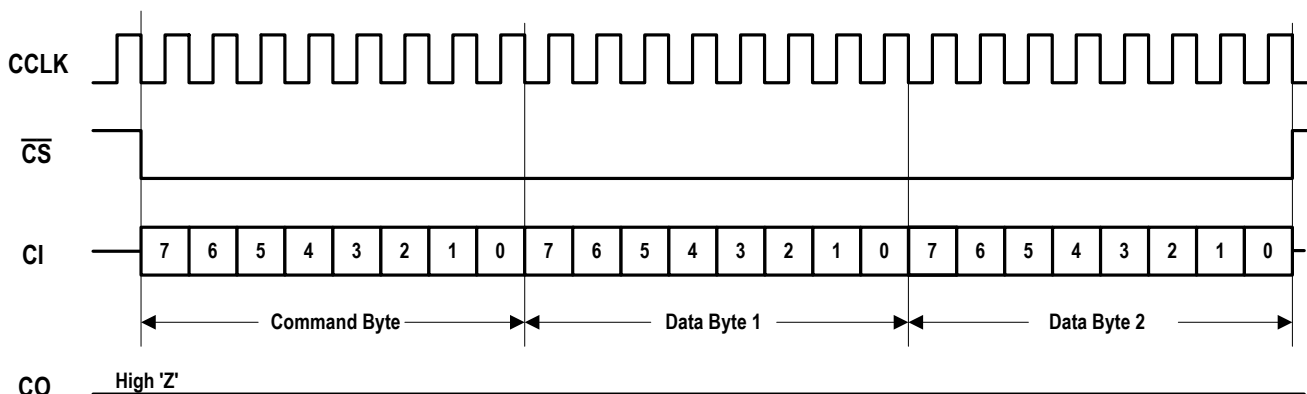 CCLK
CS
CI
7 6 5 4 3 2 1 0 7 6 5 4 3 2 1 0 7 6 5 4 3 2 1 0
Command Byte Data Byte 1 Data Byte 2
High 'Z'
CO